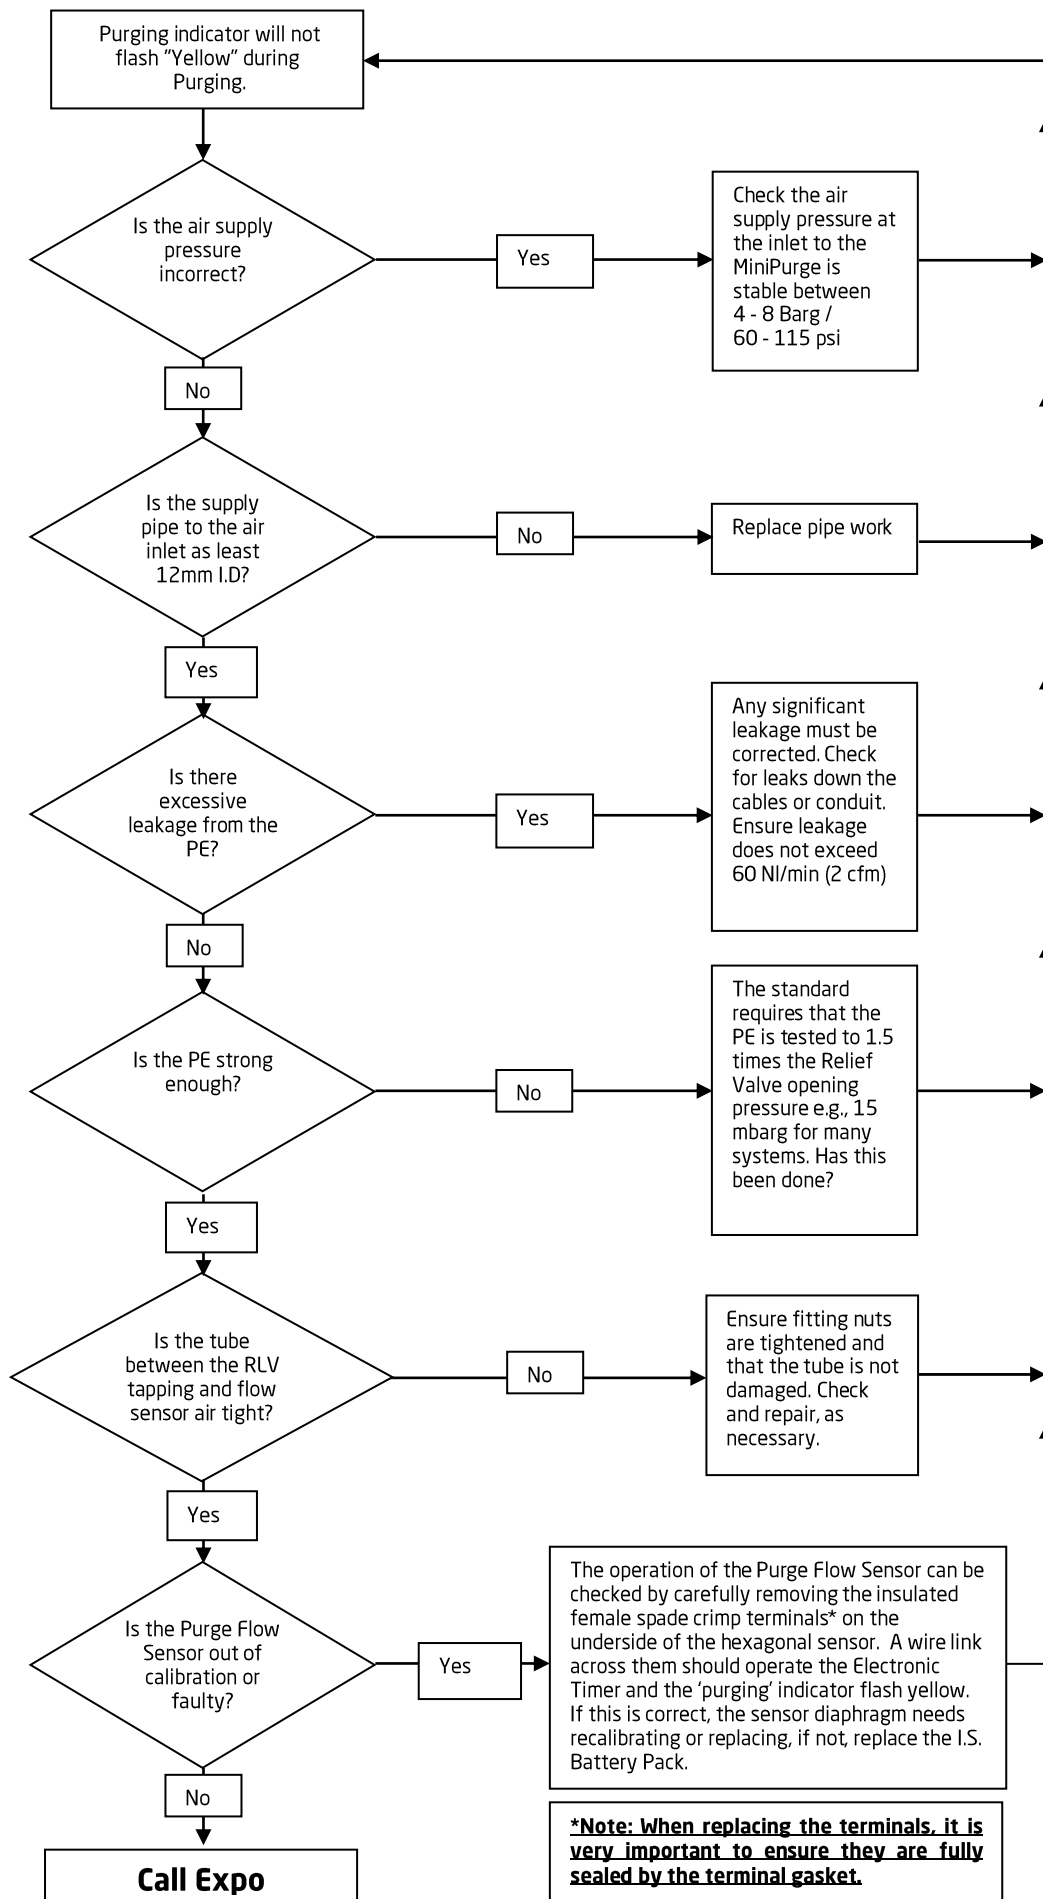 Purging indicator will not
flash "Yellow" during
Purging.
Is the air supply
pressure
incorrect?
Yes
Check the air
supply pressure at
the inlet to the
MiniPurge is
stable between
4 - 8 Barg /
60 - 115 psi
No
Is the supply
pipe to the air
inlet as least
12mm I.D?
No
Replace pipe work
Yes
Is there
excessive
leakage from the
PE?
Yes
Any significant
leakage must be
corrected. Check
for leaks down the
cables or conduit.
Ensure leakage
does not exceed
60 Nl/min (2 cfm)
No
Is the PE strong
enough?
No
The standard
requires that the
PE is tested to 1.5
times the Relief
Valve opening
pressure e.g., 15
mbarg for many
systems. Has this
been done?
Yes
Is the tube
between the RLV
tapping and flow
sensor air tight?
No
Ensure fitting nuts
are tightened and
that the tube is not
damaged. Check
and repair, as
necessary.
Yes
Is the Purge Flow
Sensor out of
calibration or
faulty?
Yes
The operation of the Purge Flow Sensor can be
checked by carefully removing the insulated
female spade crimp terminals* on the
underside of the hexagonal sensor. A wire link
across them should operate the Electronic
Timer and the 'purging' indicator flash yellow.
If this is correct, the sensor diaphragm needs
recalibrating or replacing, if not, replace the I.S.
Battery Pack.
No
Call Expo
*Note: When replacing the terminals, it is
very important to ensure they are fully
sealed by the terminal gasket.